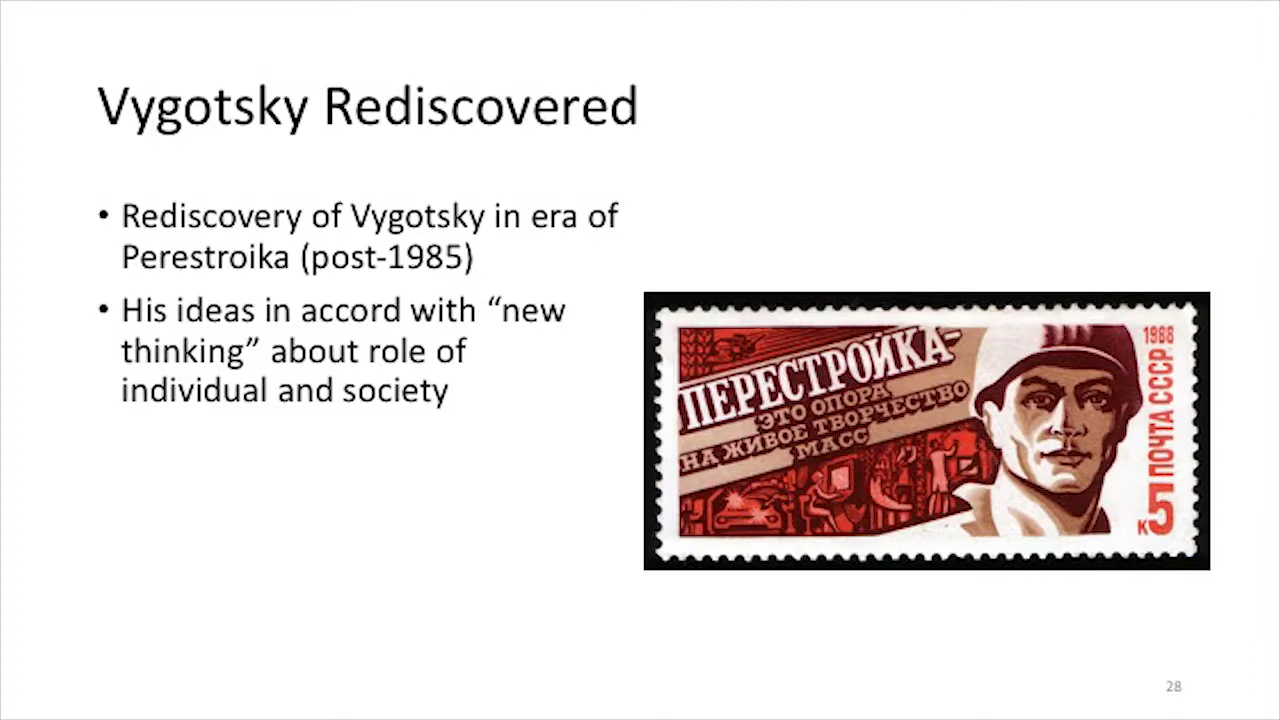 Vygotsky Rediscovered
• Rediscovery of Vygotsky in era of
Perestroika (post-1985)
• His ideas in accord with “new
thinking” about role of
individual and society
ПЕРЕСТРОЙКА-
ЭТО ОПОРА
НА ЖИВОЕ ТВОРЧЕСТВО
МАСС
1988
ПОЧТА СССР
К5
28